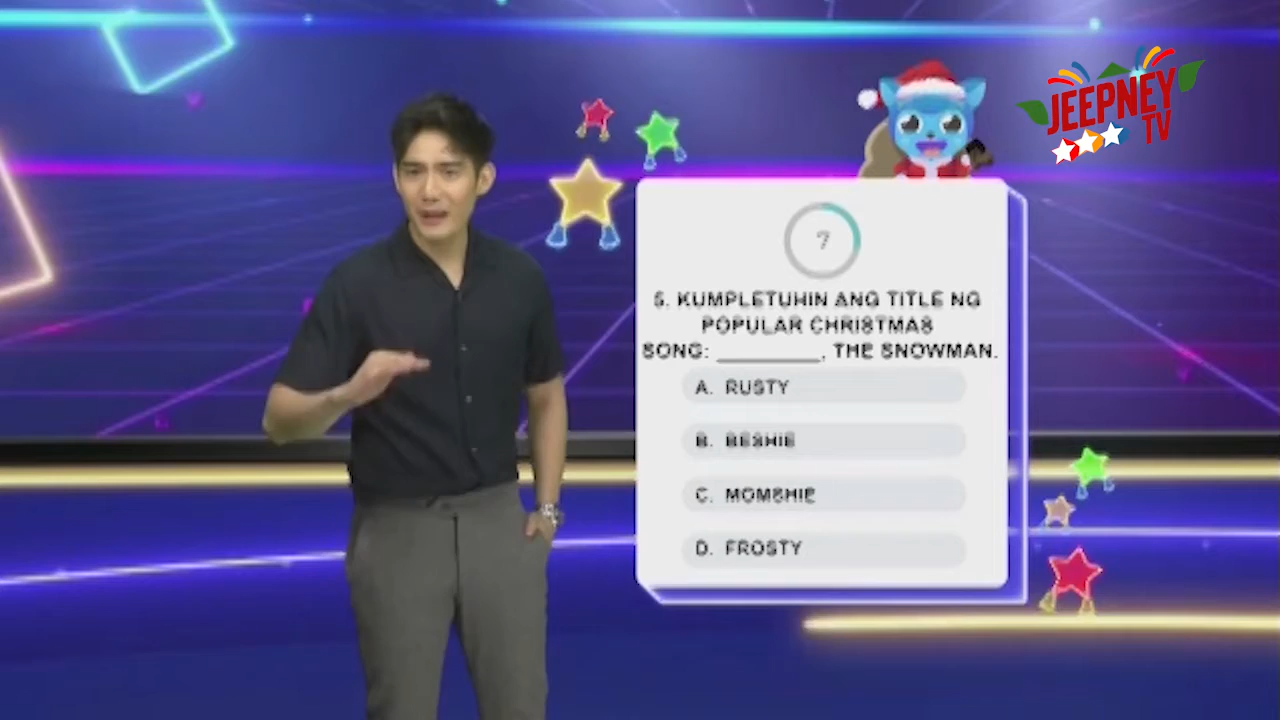 JEEPNEY
TV
7
5. KUMPLETUHIN ANG TITLE NG
POPULAR CHRISTMAS
SONG: __________, THE SNOWMAN.
A. RUSTY
B. BESHIE
C. MOMSHIE
D. FROSTY